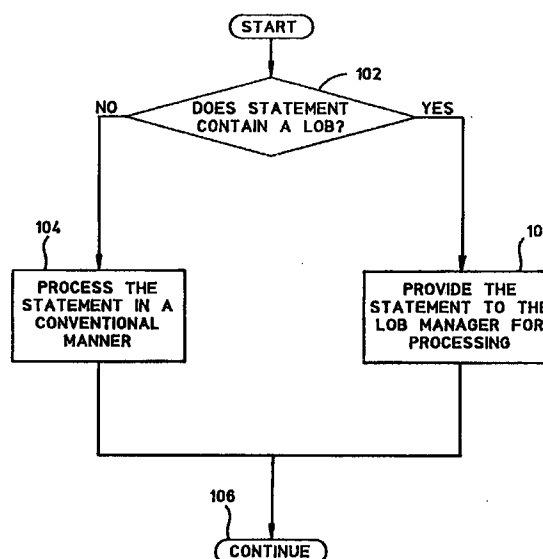 START
102
DOES STATEMENT
CONTAIN A LOB?
NO
YES
104
PROCESS THE
STATEMENT IN A
CONVENTIONAL
MANNER
PROVIDE THE
STATEMENT TO THE
LOB MANAGER FOR
PROCESSING
106
CONTINUE